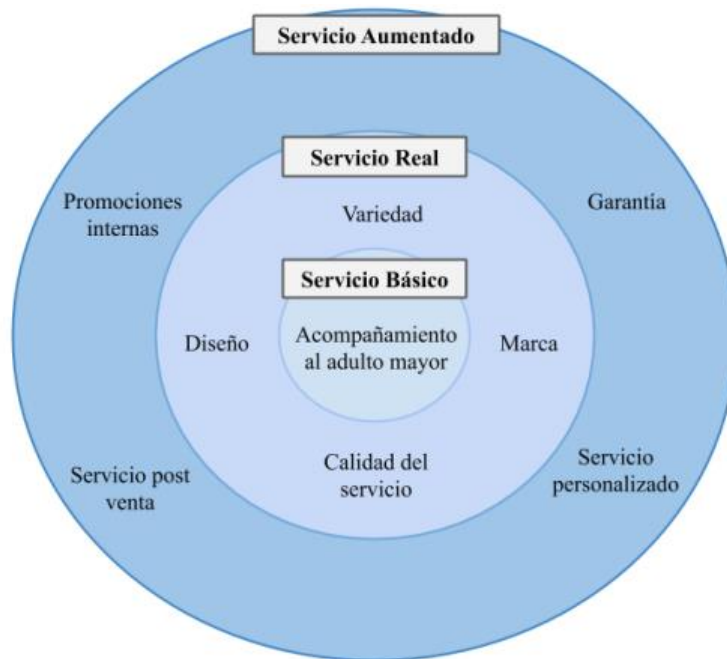 Servicio Aumentado
Servicio Real
Variedad
Promociones
internas
Garantía
Servicio Básico
Acompañamiento
al adulto mayor
Diseño
Marca
Calidad del
servicio
Servicio post
venta
Servicio
personalizado